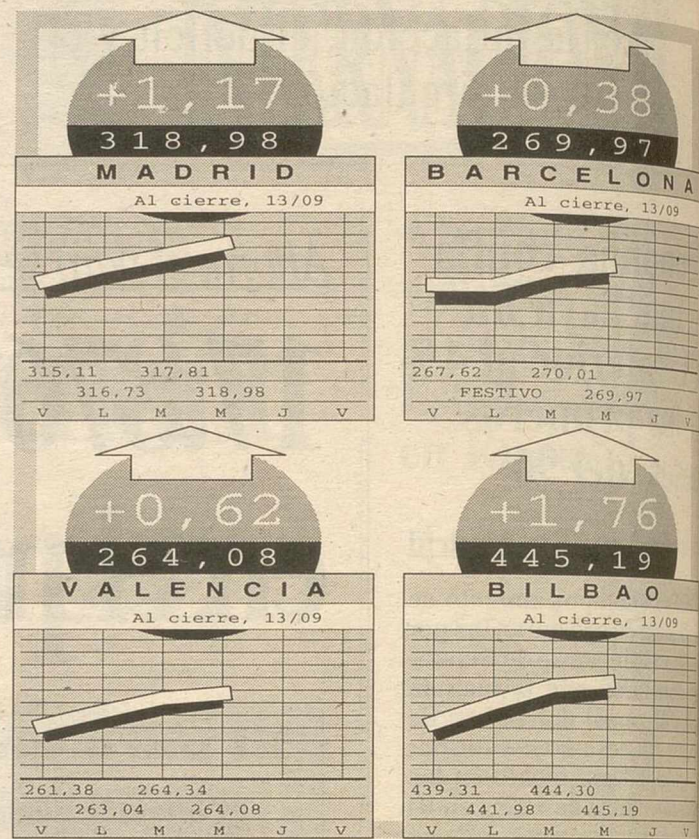 +1,17
318,98
MADRID
Al cierre, 13/09
315,11 317,81
316,73 318,98
V L M M J V
+0,38
269,97
BARCELONA
Al cierre, 13/09
267,62 270,01
FESTIVO 269,97
V L M M J V
+0,62
264,08
VALENCIA
Al cierre, 13/09
261,38 264,34
263,04 264,08
V L M M J V
+1,76
445,19
BILBAO
Al cierre, 13/09
439,31 444,30
441,98 445,19
V L M M J V